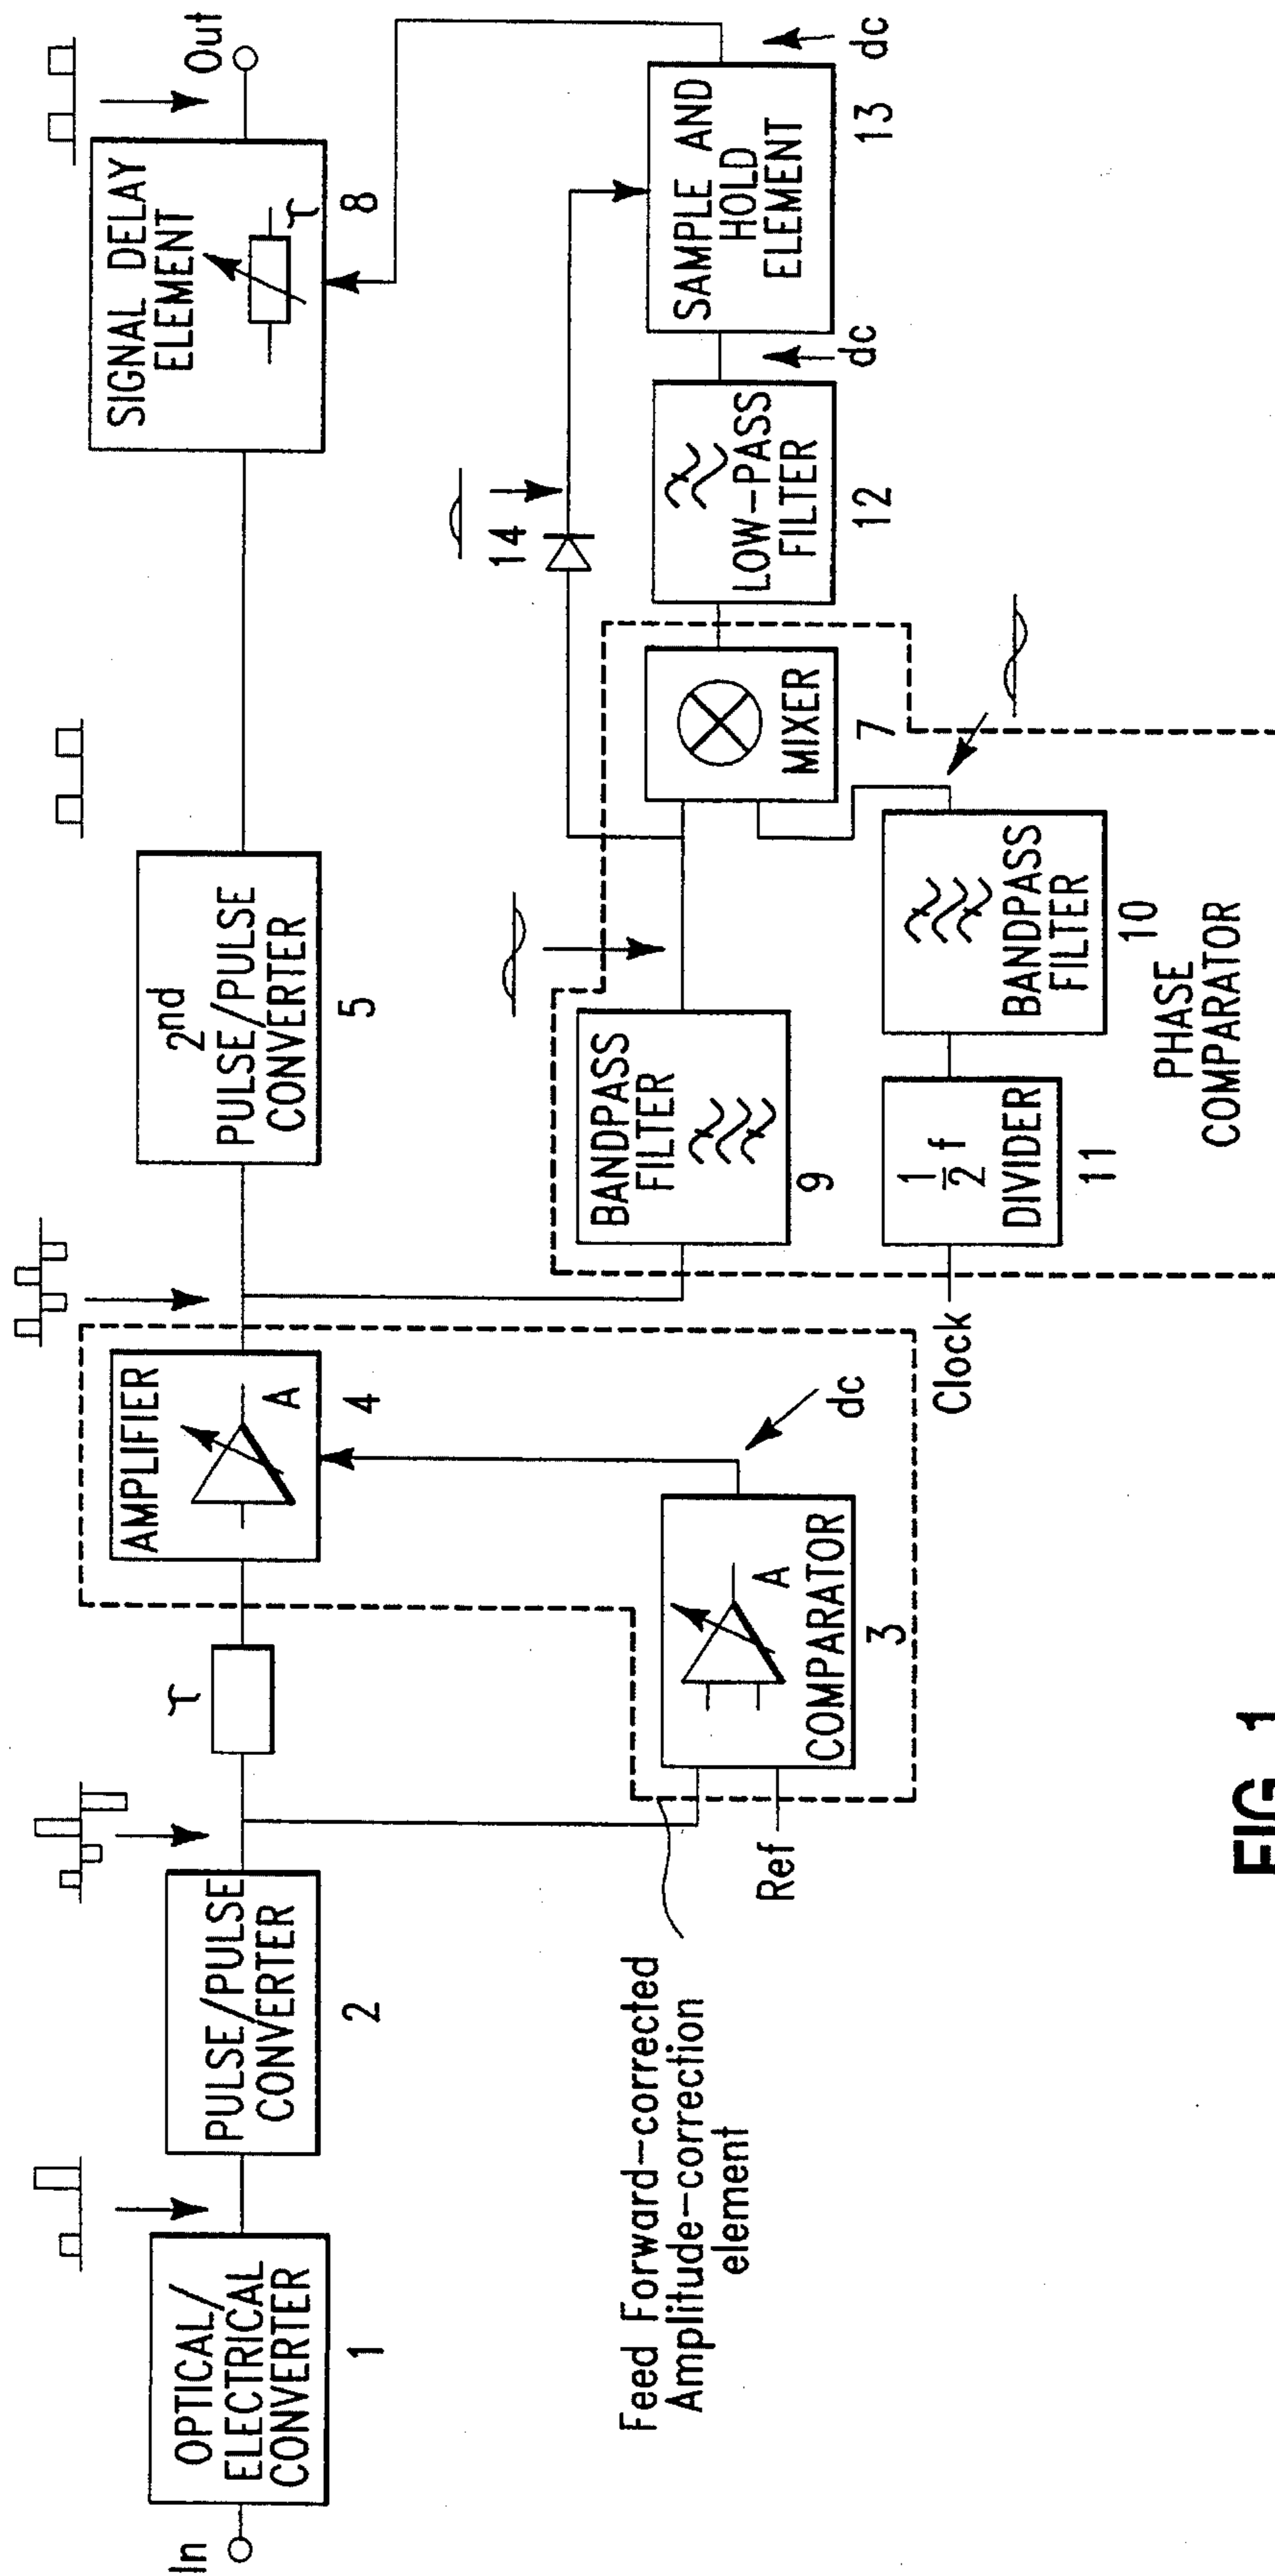 In
OPTICAL/
ELECTRICAL
CONVERTER
1
PULSE/PULSE
CONVERTER
2
τ
AMPLIFIER
A
4
2nd
PULSE/PULSE
CONVERTER
5
SIGNAL DELAY
ELEMENT
τ
8
Out
Feed Forward-corrected
Amplitude-correction
element
Ref
A
COMPARATOR
3
dc
BANDPASS
FILTER
9
Clock
1/2 f
DIVIDER
11
BANDPASS
FILTER
10
PHASE
COMPARATOR
MIXER
7
14
LOW-PASS
FILTER
12
dc
SAMPLE AND
HOLD
ELEMENT
13
dc
FIG. 1